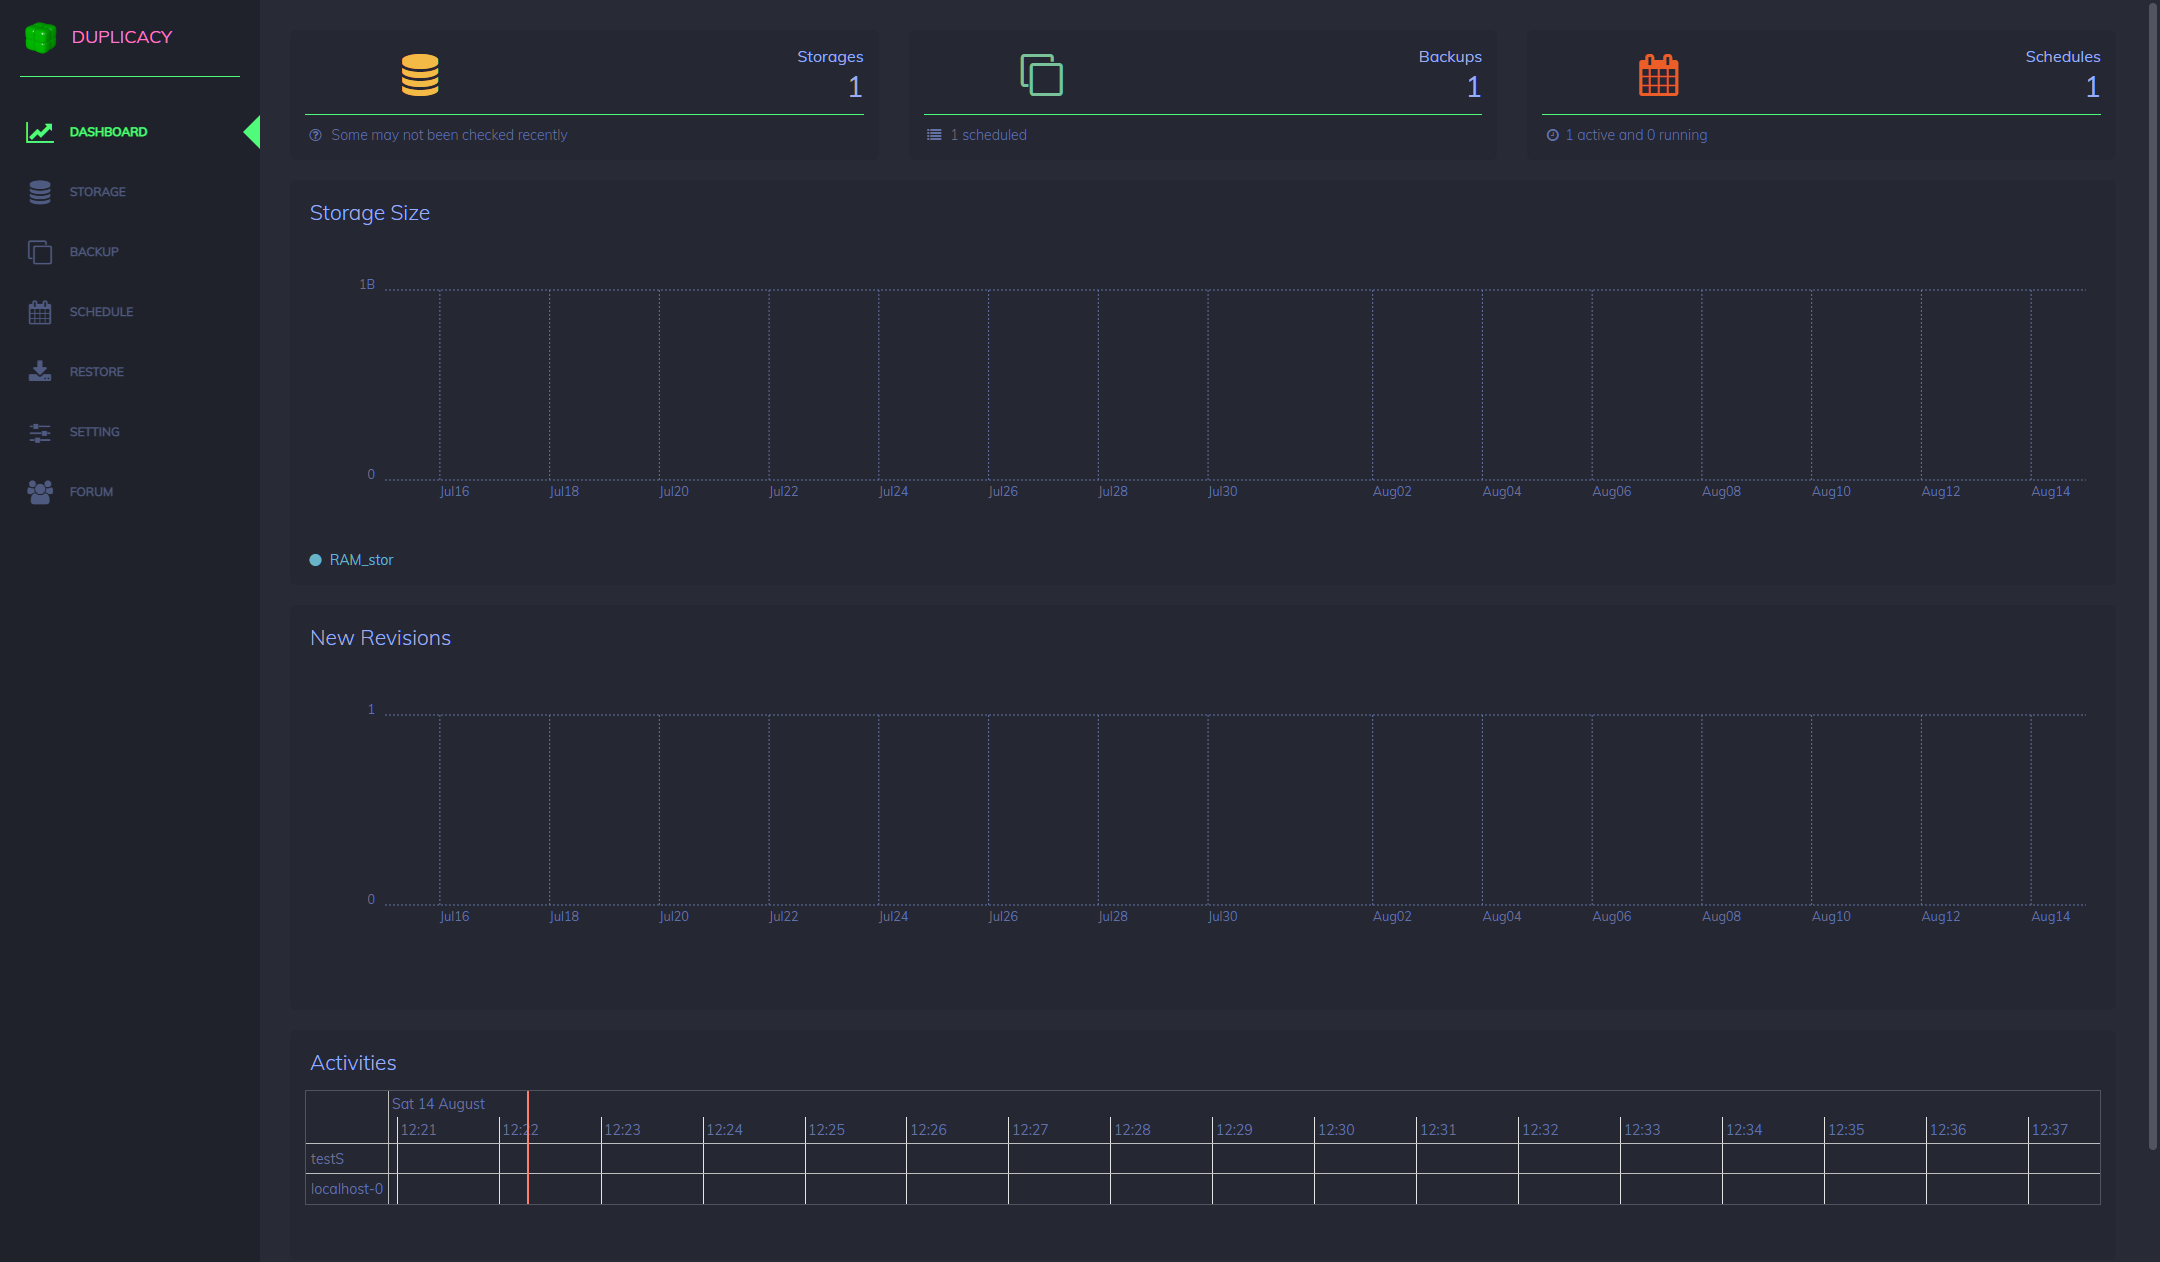 DUPLICACY
DASHBOARD
STORAGE
BACKUP
SCHEDULE
RESTORE
SETTING
FORUM
Storages
1
Some may not been checked recently
Backups
1
1 scheduled
Schedules
1
1 active and 0 running
Storage Size
1B
0
Jul16 Jul18 Jul20 Jul22 Jul24 Jul26 Jul28 Jul30 Aug02 Aug04 Aug06 Aug08 Aug10 Aug12 Aug14
RAM_stor
New Revisions
1
0
Jul16 Jul18 Jul20 Jul22 Jul24 Jul26 Jul28 Jul30 Aug02 Aug04 Aug06 Aug08 Aug10 Aug12 Aug14
Activities
Sat 14 August
12:21 12:22 12:23 12:24 12:25 12:26 12:27 12:28 12:29 12:30 12:31 12:32 12:33 12:34 12:35 12:36 12:37
testS
localhost-0